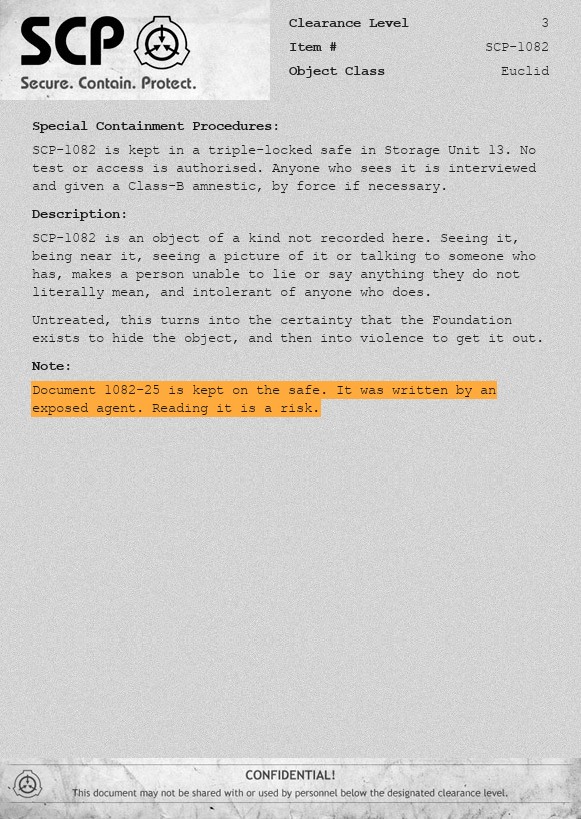 SCP
Secure. Contain. Protect.
Clearance Level 3
Item # SCP-1082
Object Class Euclid
Special Containment Procedures:
SCP-1082 is kept in a triple-locked safe in Storage Unit 13. No
test or access is authorised. Anyone who sees it is interviewed
and given a Class-B amnestic, by force if necessary.
Description:
SCP-1082 is an object of a kind not recorded here. Seeing it,
being near it, seeing a picture of it or talking to someone who
has, makes a person unable to lie or say anything they do not
literally mean, and intolerant of anyone who does.
Untreated, this turns into the certainty that the Foundation
exists to hide the object, and then into violence to get it out.
Note:
Document 1082-25 is kept on the safe. It was written by an
exposed agent. Reading it is a risk.
CONFIDENTIAL!
This document may not be shared with or used by personnel below the designated clearance level.